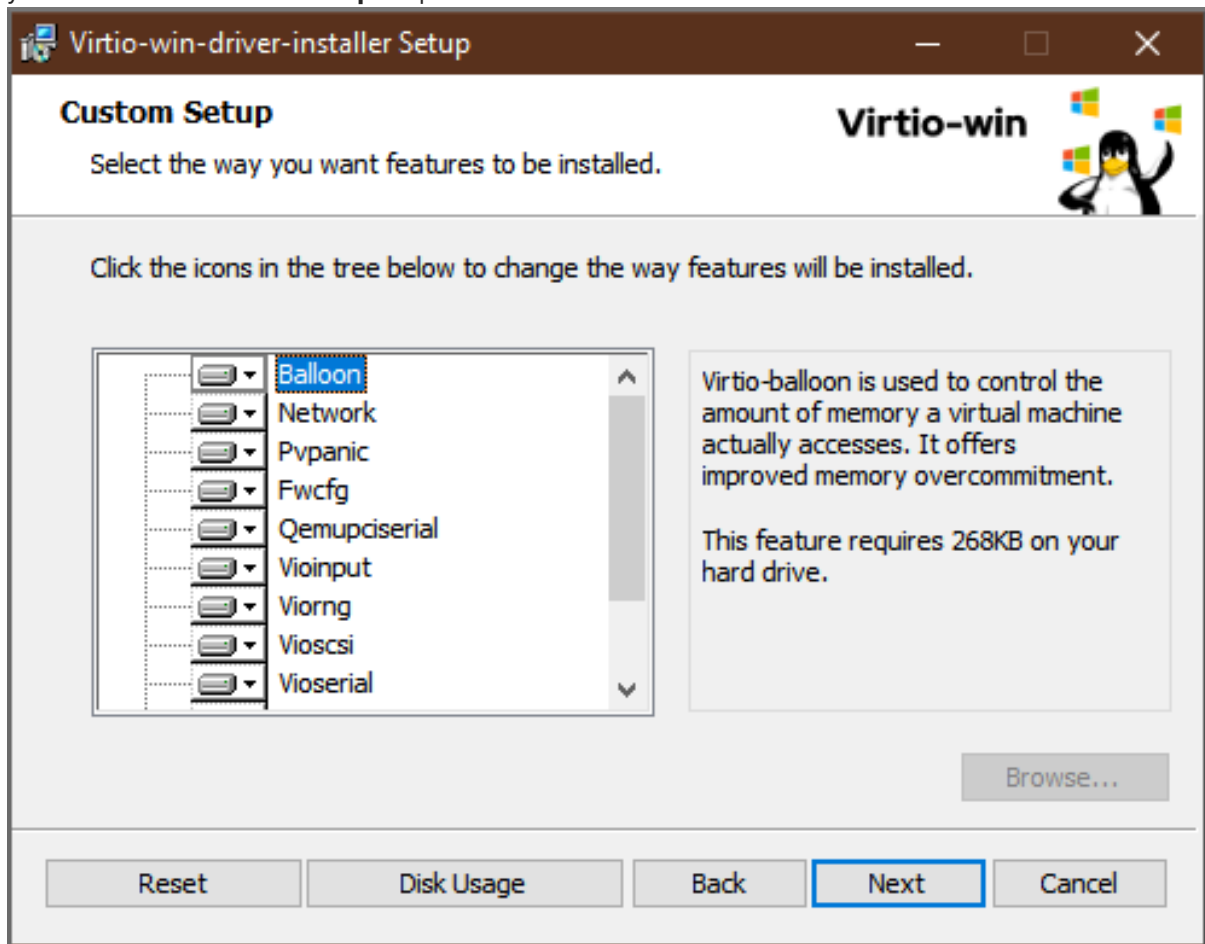 Virtio-win-driver-installer Setup
Custom Setup
Virtio-win
Select the way you want features to be installed.
Click the icons in the tree below to change the way features will be installed.
Balloon
Network
Pvpanic
Fwcfg
Qemupciserial
Vioinput
Viorng
Vioscsi
Vioserial
Virtio-balloon is used to control the
amount of memory a virtual machine
actually accesses. It offers
improved memory overcommitment.
This feature requires 268KB on your
hard drive.
Browse...
Reset
Disk Usage
Back
Next
Cancel